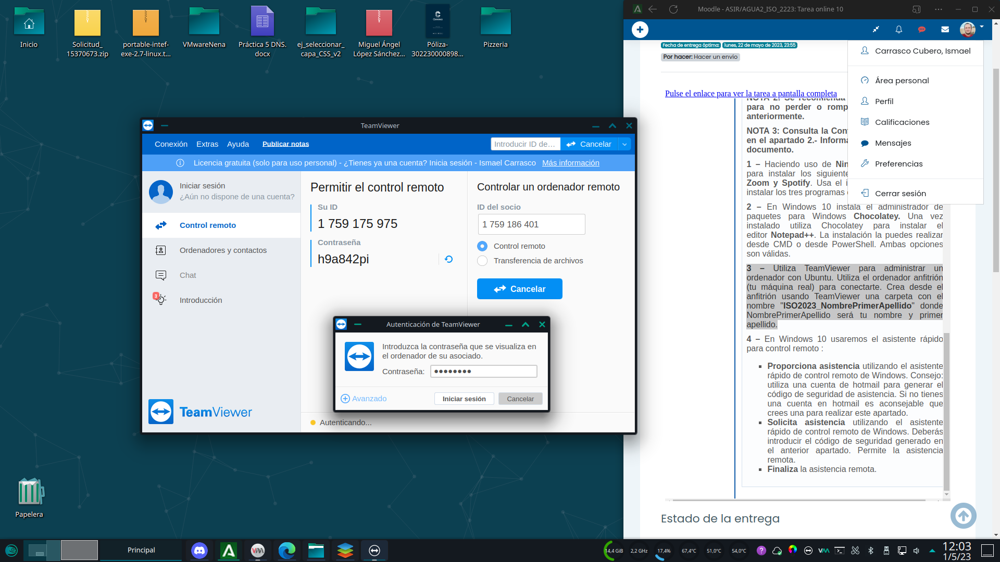 Inicio
Solicitud_
15370673.zip
portable-intef-
exe-2.7-linux.t...
VMwareNena
Práctica 5 DNS.
docx
ej_seleccionar_
capa_CSS_v2
Miguel Ángel
López Sánchez...
Póliza-
302230000898...
Pizzeria
Papelera
TeamViewer
Conexión
Extras
Ayuda
Publicar notas
Introducir ID de...
Cancelar
Licencia gratuita (solo para uso personal) - ¿Tienes ya una cuenta? Inicia sesión - Ismael Carrasco
Más información
Iniciar sesión
¿Aún no dispone de una cuenta?
Control remoto
Ordenadores y contactos
Chat
3
Introducción
TeamViewer
Permitir el control remoto
Su ID
1 759 175 975
Contraseña
h9a842pi
Controlar un ordenador remoto
ID del socio
1 759 186 401
Control remoto
Transferencia de archivos
Cancelar
Autenticando...
Autenticación de TeamViewer
Introduzca la contraseña que se visualiza en
el ordenador de su asociado.
Contraseña: ●●●●●●●●
Avanzado
Iniciar sesión
Cancelar
Moodle - ASIR/AGUA2_ISO_2223: Tarea online 10
Fecha de entrega óptima: lunes, 22 de mayo de 2023, 23:55
Por hacer: Hacer un envío
Pulse el enlace para ver la tarea a pantalla completa
Carrasco Cubero, Ismael
Área personal
Perfil
Calificaciones
Mensajes
Preferencias
Cerrar sesión
NOTA 2: Se recomienda
para no perder o romp
anteriormente.
NOTA 3: Consulta la Con
en el apartado 2.- Informa
documento.
1 – Haciendo uso de Nin
para instalar los siguiente
Zoom y Spotify. Usa el i
instalar los tres programas
2 – En Windows 10 instala el administrador de
paquetes para Windows Chocolatey. Una vez
instalado utiliza Chocolatey para instalar el
editor Notepad++. La instalación la puedes realizar
desde CMD o desde PowerShell. Ambas opciones
son válidas.
3 – Utiliza TeamViewer para administrar un
ordenador con Ubuntu. Utiliza el ordenador anfitrión
(tu máquina real) para conectarte. Crea desde el
anfitrión usando TeamViewer una carpeta con el
nombre "ISO2023_NombrePrimerApellido" donde
NombrePrimerApellido será tu nombre y primer
apellido.
4 – En Windows 10 usaremos el asistente rápido
para control remoto :
Proporciona asistencia utilizando el asistente
rápido de control remoto de Windows. Consejo:
utiliza una cuenta de hotmail para generar el
código de seguridad de asistencia. Si no tienes
una cuenta en hotmail es aconsejable que
crees una para realizar este apartado.
Solicita asistencia utilizando el asistente
rápido de control remoto de Windows. Deberás
introducir el código de seguridad generado en
el anterior apartado. Permite la asistencia
remota.
Finaliza la asistencia remota.
Estado de la entrega
Principal
14,4 GiB
2,2 GHz
17,4%
67,4°C
51,0°C
54,0°C
12:03
1/5/23